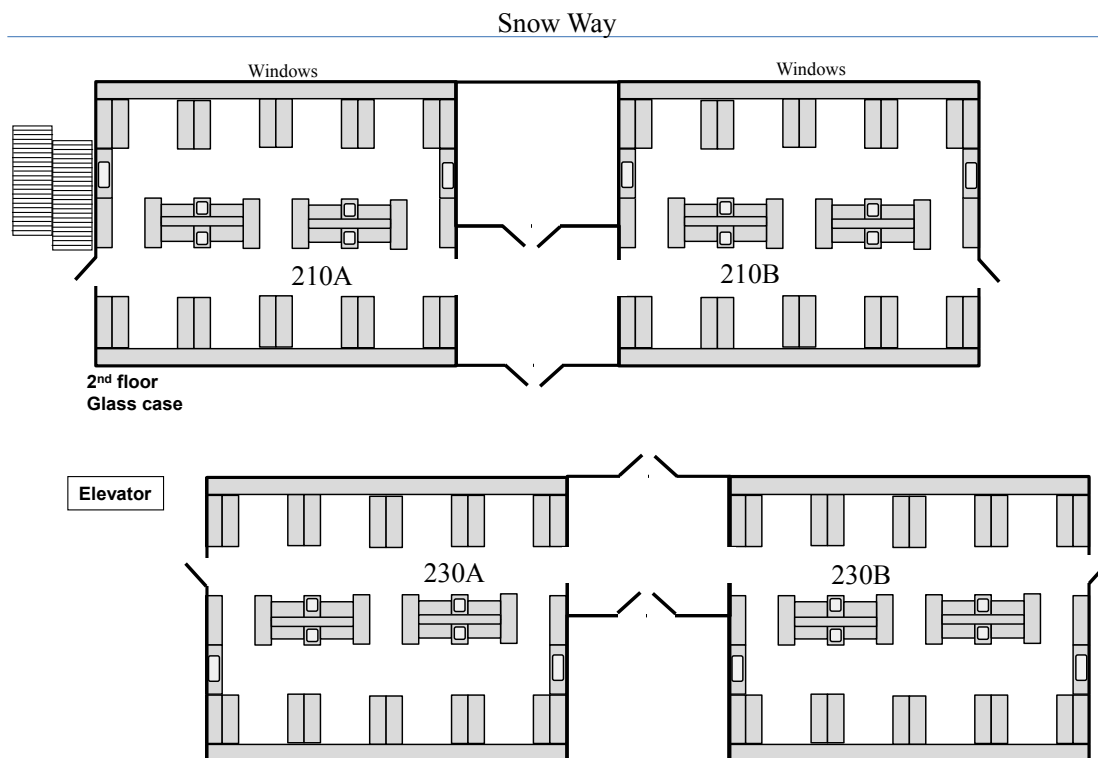 Snow Way
Windows
Windows
210A
210B
2nd floor
Glass case
Elevator
230A
230B